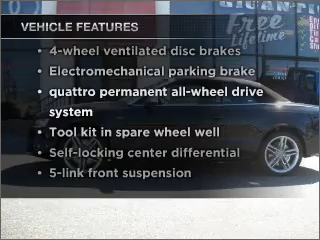 GIGAN
Free
Lifetime
VEHICLE FEATURES
• 4-wheel ventilated disc brakes
• Electromechanical parking brake
• quattro permanent all-wheel drive
system
• Tool kit in spare wheel well
• Self-locking center differential
• 5-link front suspension